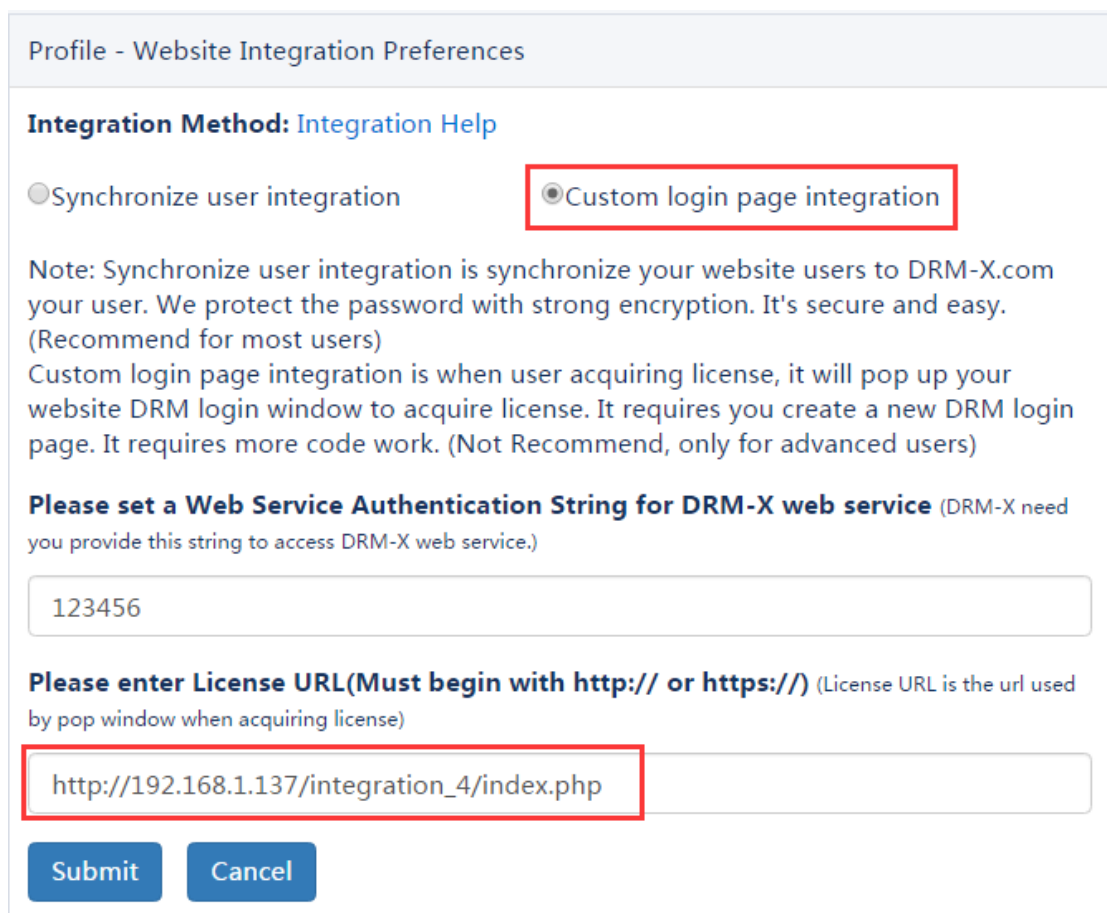 Profile - Website Integration Preferences
Integration Method: Integration Help
Synchronize user integration
Custom login page integration
Note: Synchronize user integration is synchronize your website users to DRM-X.com
your user. We protect the password with strong encryption. It's secure and easy.
(Recommend for most users)
Custom login page integration is when user acquiring license, it will pop up your
website DRM login window to acquire license. It requires you create a new DRM login
page. It requires more code work. (Not Recommend, only for advanced users)
Please set a Web Service Authentication String for DRM-X web service (DRM-X need
you provide this string to access DRM-X web service.)
123456
Please enter License URL(Must begin with http:// or https://) (License URL is the url used
by pop window when acquiring license)
http://192.168.1.137/integration_4/index.php
Submit
Cancel